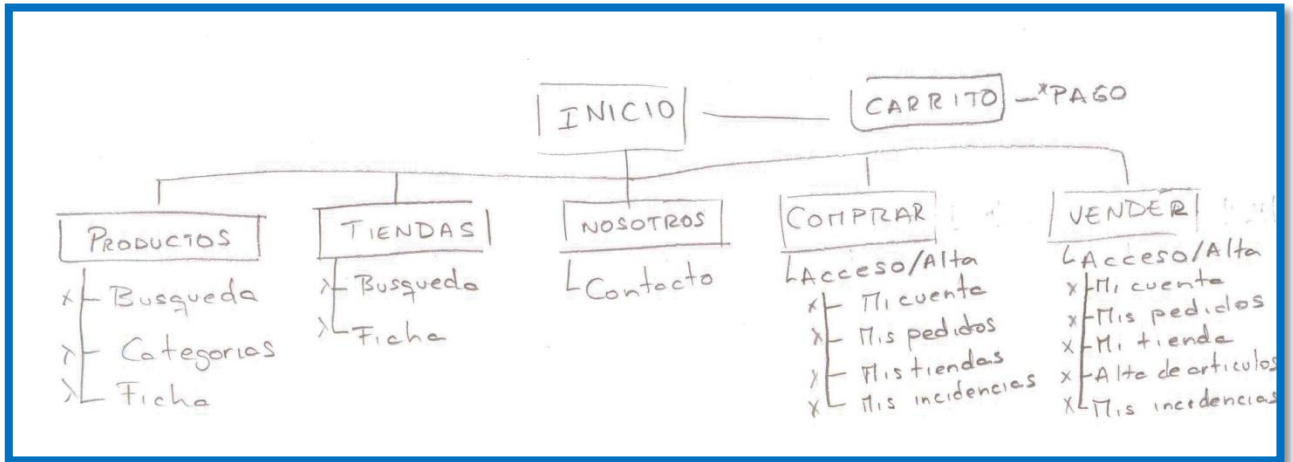 INICIO
CARRITO
*PAGO
PRODUCTOS
Busqueda
Categorias
Ficha
TIENDAS
Busqueda
Ficha
NOSOTROS
Contacto
COMPRAR
Acceso/Alta
Mi cuenta
Mis pedidos
Mis tiendas
Mis incidencias
VENDER
Acceso/Alta
Mi cuenta
Mis pedidos
Mi tienda
Alta de articulos
Mis incedencias